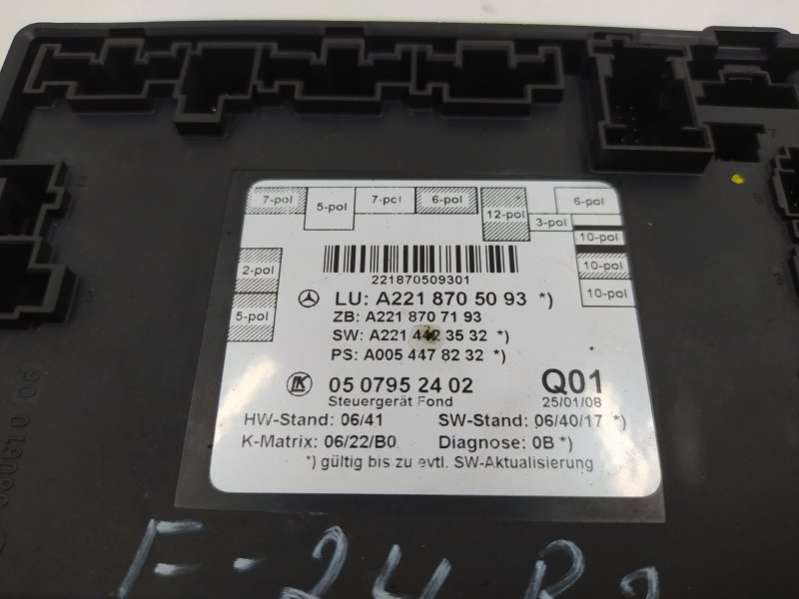 7-pol 5-pol 7-pol 6-pol 12-pol 3-pol 6-pol
10-pol
2-pol 10-pol
5-pol 10-pol
221870509301
LU: A221 870 50 93 *)
ZB: A221 870 71 93
SW: A221 442 35 32 *)
PS: A005 447 82 32 *)
05 0795 24 02 Q01
Steuergerät Fond 25/01/08
HW-Stand: 06/41 SW-Stand: 06/40/17 *)
K-Matrix: 06/22/B0 Diagnose: 0B *)
*) gültig bis zu evtl. SW-Aktualisierung
F-24